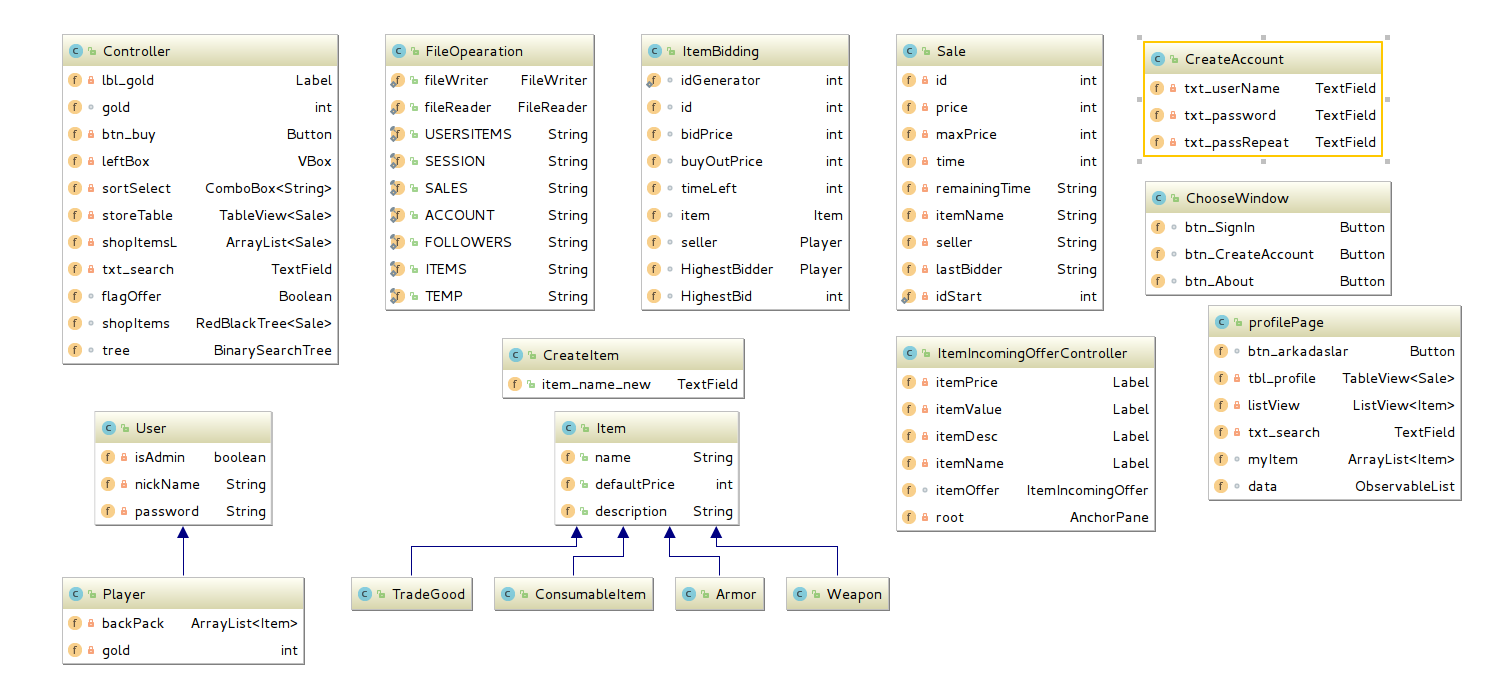 Controller
lbl_gold Label
gold int
btn_buy Button
leftBox VBox
sortSelect ComboBox<String>
storeTable TableView<Sale>
shopItemsL ArrayList<Sale>
txt_search TextField
flagOffer Boolean
shopItems RedBlackTree<Sale>
tree BinarySearchTree
FileOpearation
fileWriter FileWriter
fileReader FileReader
USERSITEMS String
SESSION String
SALES String
ACCOUNT String
FOLLOWERS String
ITEMS String
TEMP String
ItemBidding
idGenerator int
id int
bidPrice int
buyOutPrice int
timeLeft int
item Item
seller Player
HighestBidder Player
HighestBid int
Sale
id int
price int
maxPrice int
time int
remainingTime String
itemName String
seller String
lastBidder String
idStart int
CreateAccount
txt_userName TextField
txt_password TextField
txt_passRepeat TextField
ChooseWindow
btn_SignIn Button
btn_CreateAccount Button
btn_About Button
profilePage
btn_arkadaslar Button
tbl_profile TableView<Sale>
listView ListView<Item>
txt_search TextField
myItem ArrayList<Item>
data ObservableList
CreateItem
item_name_new TextField
ItemIncomingOfferController
itemPrice Label
itemValue Label
itemDesc Label
itemName Label
itemOffer ItemIncomingOffer
root AnchorPane
User
isAdmin boolean
nickName String
password String
Item
name String
defaultPrice int
description String
Player
backPack ArrayList<Item>
gold int
TradeGood
ConsumableItem
Armor
Weapon